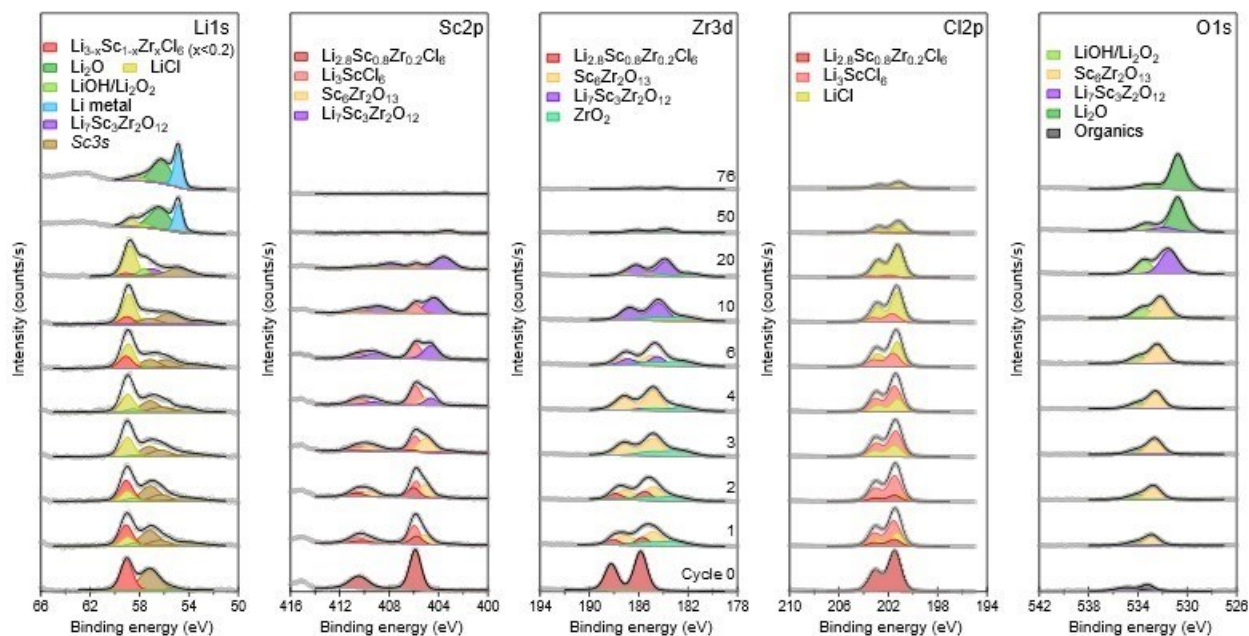 Li1s
Li₃₋ₓSc₁₋ₓZrₓCl₆ (x<0.2)
Li₂O LiCl
LiOH/Li₂O₂
Li metal
Li₇Sc₃Zr₂O₁₂
Sc3s
Intensity (counts/s)
66 62 58 54 50
Binding energy (eV)
Sc2p
Li₂.₈Sc₀.₈Zr₀.₂Cl₆
Li₃ScCl₆
Sc₆Zr₂O₁₃
Li₇Sc₃Zr₂O₁₂
Intensity (counts/s)
416 412 408 404 400
Binding energy (eV)
Zr3d
Li₂.₈Sc₀.₈Zr₀.₂Cl₆
Sc₆Zr₂O₁₃
Li₇Sc₃Zr₂O₁₂
ZrO₂
76
50
20
10
6
4
3
2
1
Cycle 0
Intensity (counts/s)
194 190 186 182 178
Binding energy (eV)
Cl2p
Li₂.₈Sc₀.₈Zr₀.₂Cl₆
Li₃ScCl₆
LiCl
Intensity (counts/s)
210 206 202 198 194
Binding energy (eV)
O1s
LiOH/Li₂O₂
Sc₆Zr₂O₁₃
Li₇Sc₃Z₂O₁₂
Li₂O
Organics
Intensity (counts/s)
542 538 534 530 526
Binding energy (eV)